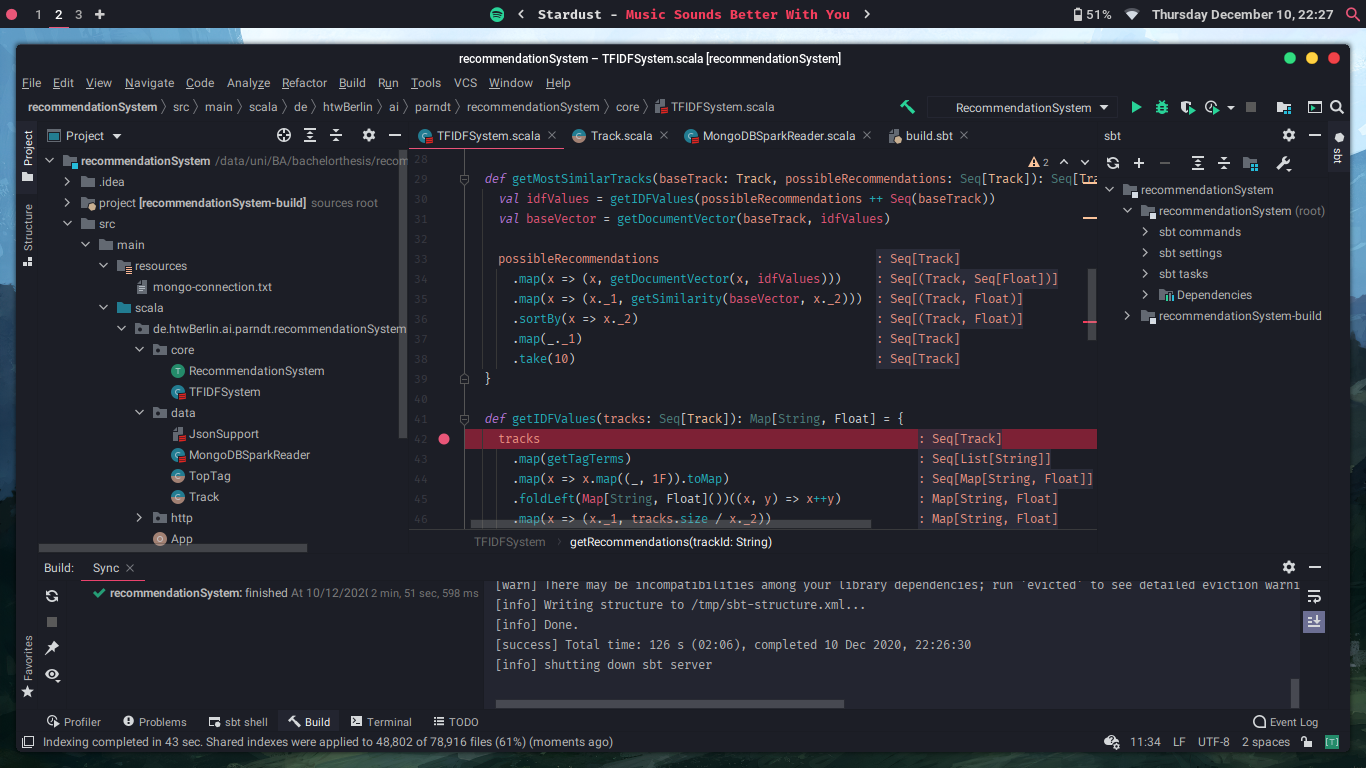 1 2 3 + < Stardust - Music Sounds Better With You > 51% Thursday December 10, 22:27
recommendationSystem – TFIDFSystem.scala [recommendationSystem]
File Edit View Navigate Code Analyze Refactor Build Run Tools VCS Window Help
recommendationSystem src main scala de htwBerlin ai parndt recommendationSystem core TFIDFSystem.scala RecommendationSystem
Project
Project
Structure
Favorites
recommendationSystem /data/uni/BA/bachelorthesis/recom
.idea
project [recommendationSystem-build] sources root
src
main
resources
mongo-connection.txt
scala
de.htwBerlin.ai.parndt.recommendationSystem
core
RecommendationSystem
TFIDFSystem
data
JsonSupport
MongoDBSparkReader
TopTag
Track
http
App
TFIDFSystem.scala Track.scala MongoDBSparkReader.scala build.sbt
2
28
29 def getMostSimilarTracks(baseTrack: Track, possibleRecommendations: Seq[Track]): Seq[Tra
30 val idfValues = getIDFValues(possibleRecommendations ++ Seq(baseTrack))
31 val baseVector = getDocumentVector(baseTrack, idfValues)
32
33 possibleRecommendations : Seq[Track]
34 .map(x => (x, getDocumentVector(x, idfValues))) : Seq[(Track, Seq[Float])]
35 .map(x => (x._1, getSimilarity(baseVector, x._2))) : Seq[(Track, Float)]
36 .sortBy(x => x._2) : Seq[(Track, Float)]
37 .map(_._1) : Seq[Track]
38 .take(10) : Seq[Track]
39 }
40
41 def getIDFValues(tracks: Seq[Track]): Map[String, Float] = {
42 tracks : Seq[Track]
43 .map(getTagTerms) : Seq[List[String]]
44 .map(x => x.map((_, 1F)).toMap) : Seq[Map[String, Float]]
45 .foldLeft(Map[String, Float]())((x, y) => x++y) : Map[String, Float]
46 .map(x => (x._1, tracks.size / x._2)) : Map[String, Float]
TFIDFSystem getRecommendations(trackId: String)
sbt
sbt
recommendationSystem
recommendationSystem (root)
sbt commands
sbt settings
sbt tasks
Dependencies
recommendationSystem-build
Build: Sync
recommendationSystem: finished At 10/12/202 2 min, 51 sec, 598 ms
[warn] There may be incompatibilities among your library dependencies; run `evicted` to see detailed eviction warni
[info] Writing structure to /tmp/sbt-structure.xml...
[info] Done.
[success] Total time: 126 s (02:06), completed 10 Dec 2020, 22:26:30
[info] shutting down sbt server
Profiler Problems sbt shell Build Terminal TODO Event Log
Indexing completed in 43 sec. Shared indexes were applied to 48,802 of 78,916 files (61%) (moments ago) 11:34 LF UTF-8 2 spaces